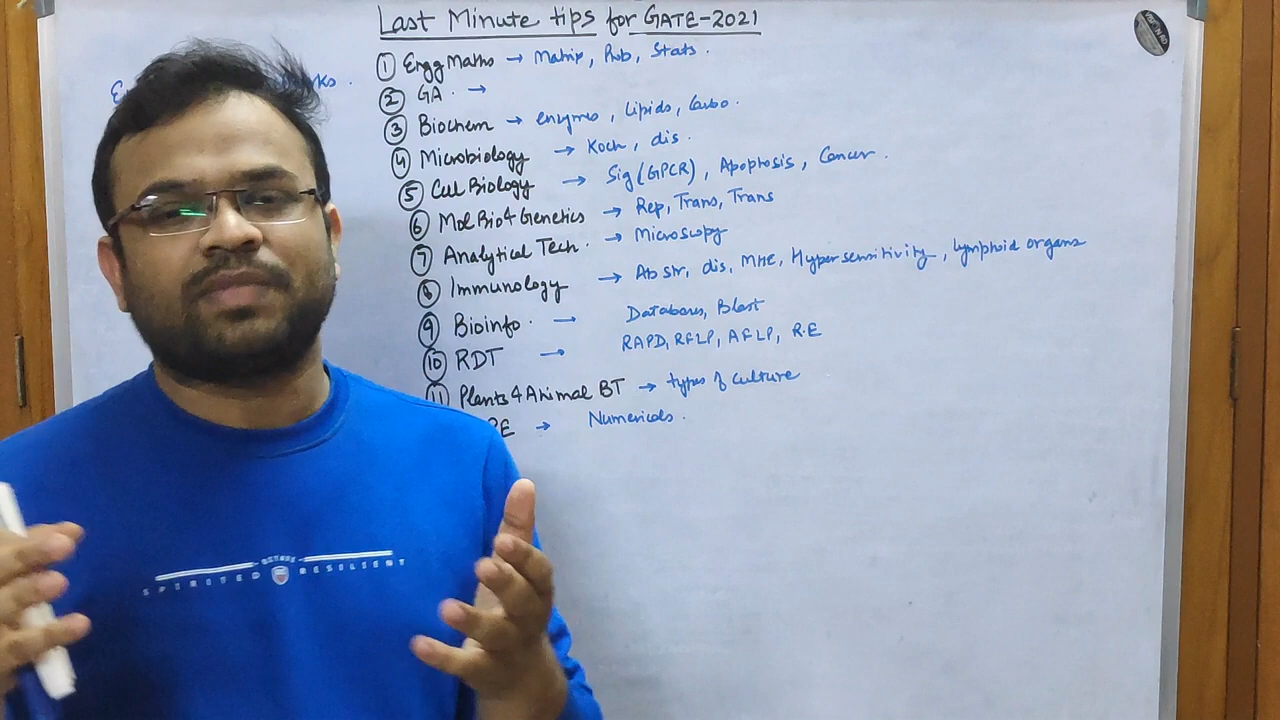 Last Minute tips for GATE-2021
① Engg Maths → Matrix, Prob, Stats.
② GA. →
③ Biochem → enzymes, Lipids, Carbo.
④ Microbiology → Koch, dis.
⑤ Cell Biology → Sig (GPCR), Apoptosis, Cancer.
⑥ Mol Bio & Genetics → Rep, Trans, Trans
⑦ Analytical Tech. → Microscopy
⑧ Immunology → Ab str, dis, MHC, Hypersensitivity, Lymphoid organs
⑨ Bioinfo. → Databases, Blast
⑩ RDT → RAPD, RFLP, AFLP, R.E
⑪ Plants & Animal BT → types of culture
→ Numericals.
SPIRITED RESILIENT